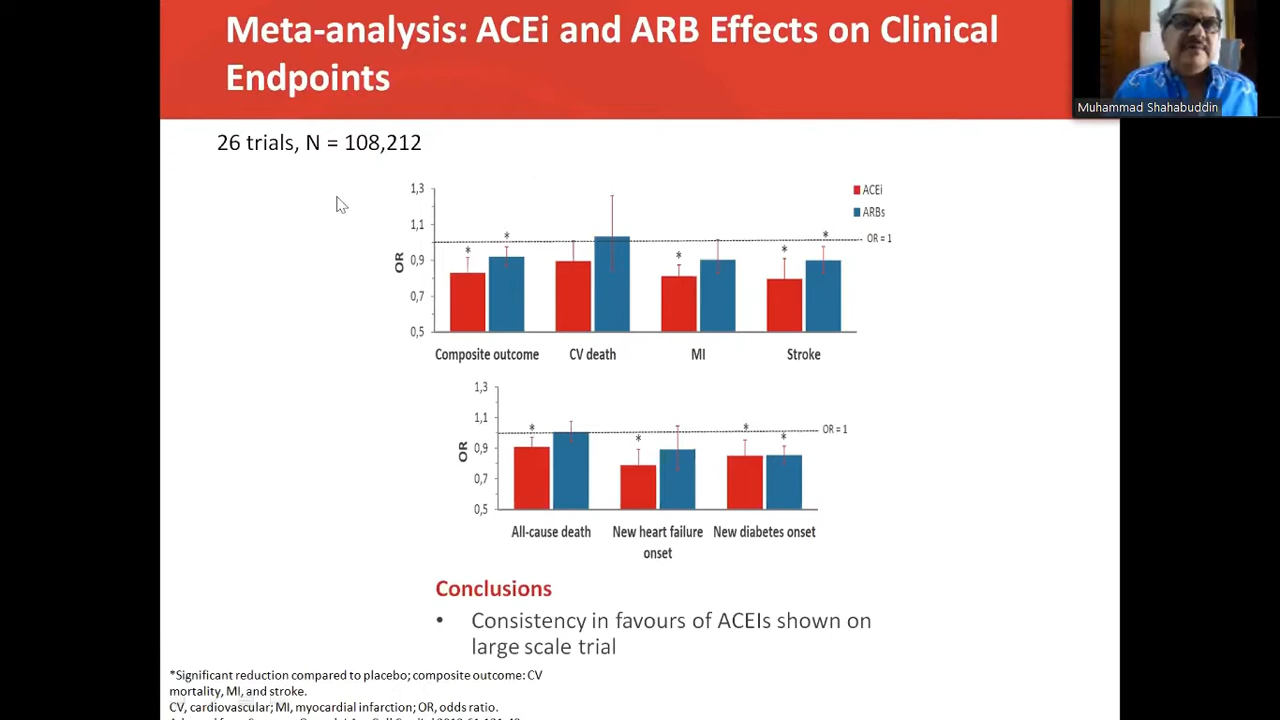 Meta-analysis: ACEi and ARB Effects on Clinical
Endpoints
Muhammad Shahabuddin
26 trials, N = 108,212
1,3
1,1
0,9
0,7
0,5
OR
ACEi
ARBs
OR = 1
* * * * *
Composite outcome CV death MI Stroke
1,3
1,1
0,9
0,7
0,5
OR
OR = 1
* * * *
All-cause death New heart failure New diabetes onset
onset
Conclusions
• Consistency in favours of ACEIs shown on
large scale trial
*Significant reduction compared to placebo; composite outcome: CV
mortality, MI, and stroke.
CV, cardiovascular; MI, myocardial infarction; OR, odds ratio.